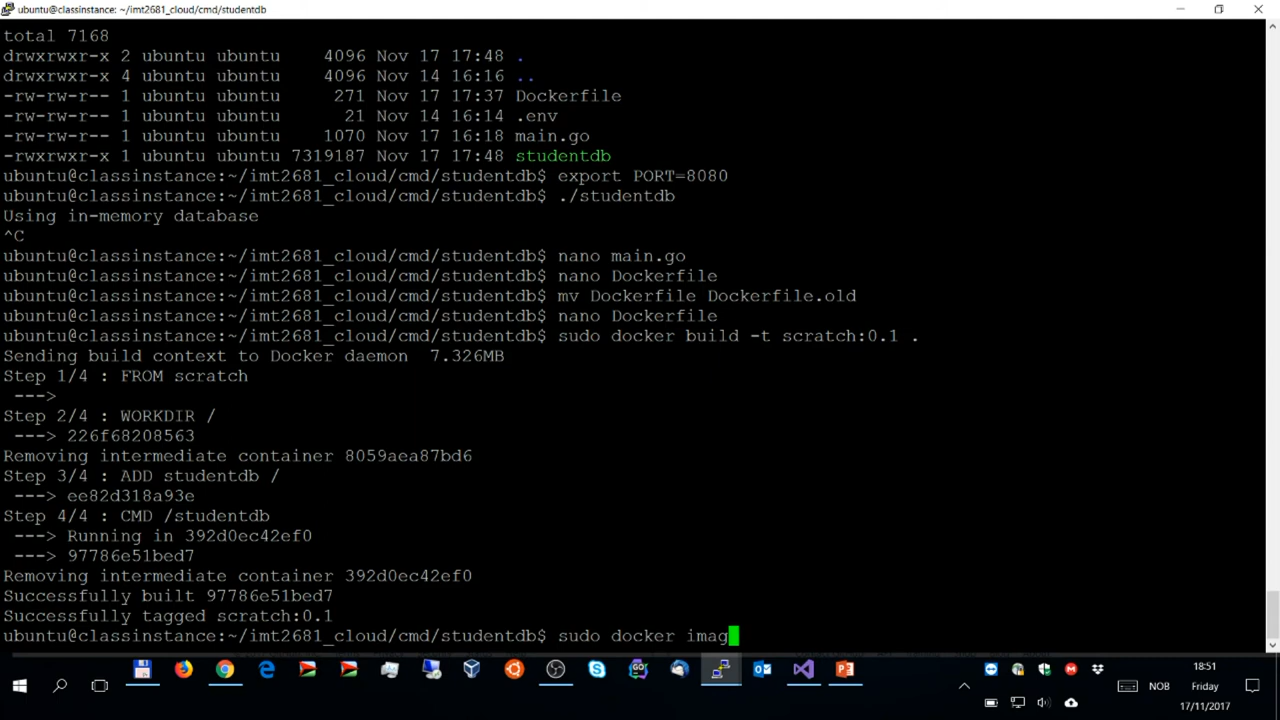 ubuntu@classinstance: ~/imt2681_cloud/cmd/studentdb
total 7168
drwxrwxr-x 2 ubuntu ubuntu    4096 Nov 17 17:48 .
drwxrwxr-x 4 ubuntu ubuntu    4096 Nov 14 16:16 ..
-rw-rw-r-- 1 ubuntu ubuntu     271 Nov 17 17:37 Dockerfile
-rw-rw-r-- 1 ubuntu ubuntu      21 Nov 14 16:14 .env
-rw-rw-r-- 1 ubuntu ubuntu    1070 Nov 17 16:18 main.go
-rwxrwxr-x 1 ubuntu ubuntu 7319187 Nov 17 17:48 studentdb
ubuntu@classinstance:~/imt2681_cloud/cmd/studentdb$ export PORT=8080
ubuntu@classinstance:~/imt2681_cloud/cmd/studentdb$ ./studentdb
Using in-memory database
^C
ubuntu@classinstance:~/imt2681_cloud/cmd/studentdb$ nano main.go
ubuntu@classinstance:~/imt2681_cloud/cmd/studentdb$ nano Dockerfile
ubuntu@classinstance:~/imt2681_cloud/cmd/studentdb$ mv Dockerfile Dockerfile.old
ubuntu@classinstance:~/imt2681_cloud/cmd/studentdb$ nano Dockerfile
ubuntu@classinstance:~/imt2681_cloud/cmd/studentdb$ sudo docker build -t scratch:0.1 .
Sending build context to Docker daemon  7.326MB
Step 1/4 : FROM scratch
 --->
Step 2/4 : WORKDIR /
 ---> 226f68208563
Removing intermediate container 8059aea87bd6
Step 3/4 : ADD studentdb /
 ---> ee82d318a93e
Step 4/4 : CMD /studentdb
 ---> Running in 392d0ec42ef0
 ---> 97786e51bed7
Removing intermediate container 392d0ec42ef0
Successfully built 97786e51bed7
Successfully tagged scratch:0.1
ubuntu@classinstance:~/imt2681_cloud/cmd/studentdb$ sudo docker imag
18:51
NOB
Friday
17/11/2017